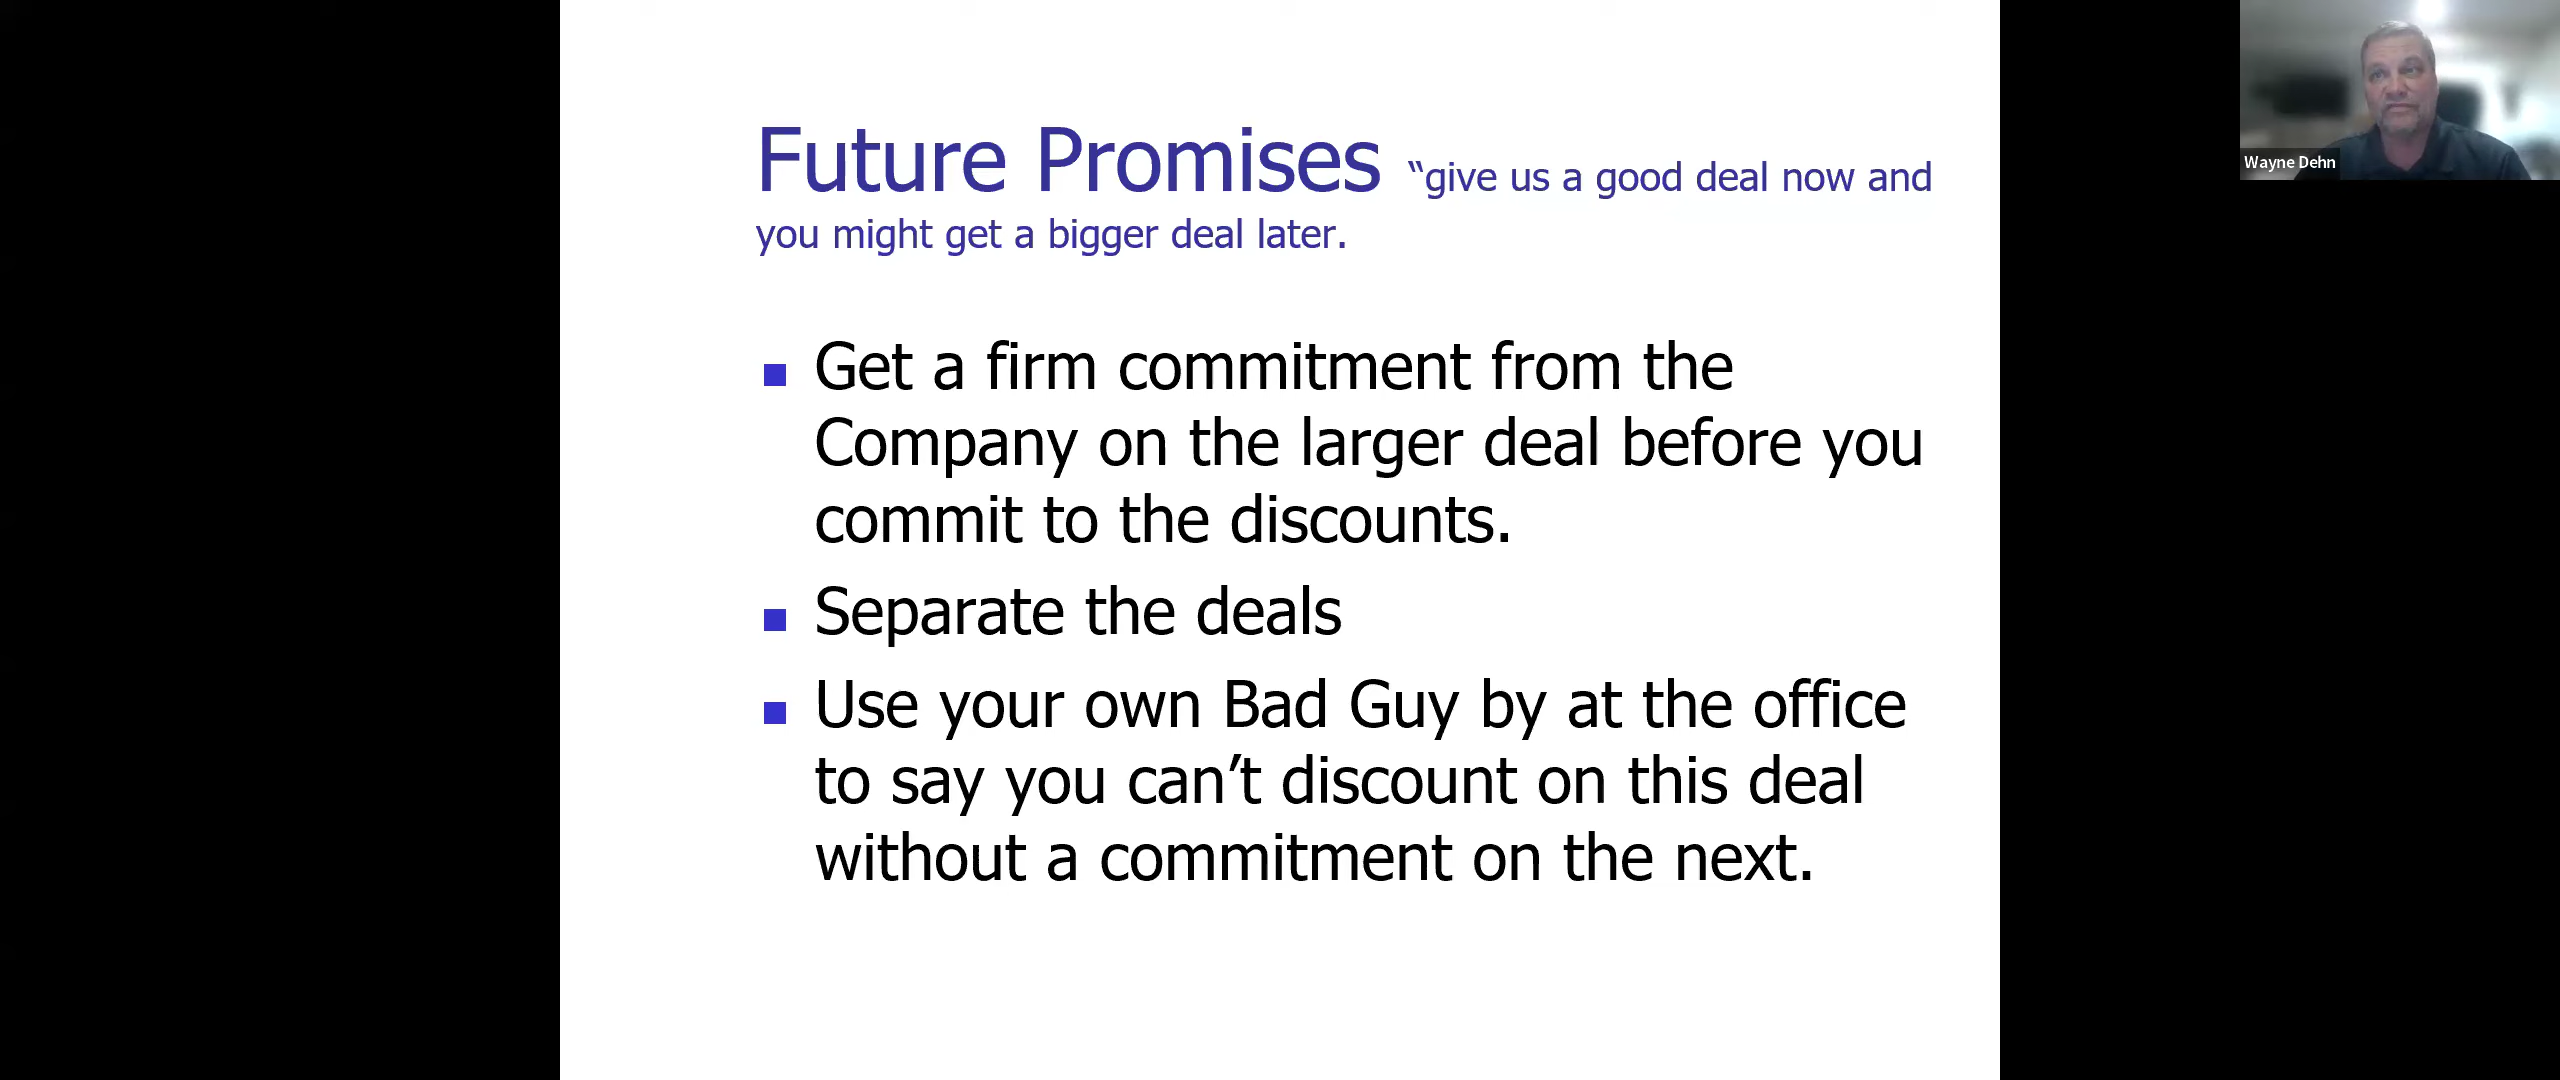 Future Promises “give us a good deal now and
you might get a bigger deal later.
Get a firm commitment from the
Company on the larger deal before you
commit to the discounts.
Separate the deals
Use your own Bad Guy by at the office
to say you can’t discount on this deal
without a commitment on the next.
Wayne Dehn